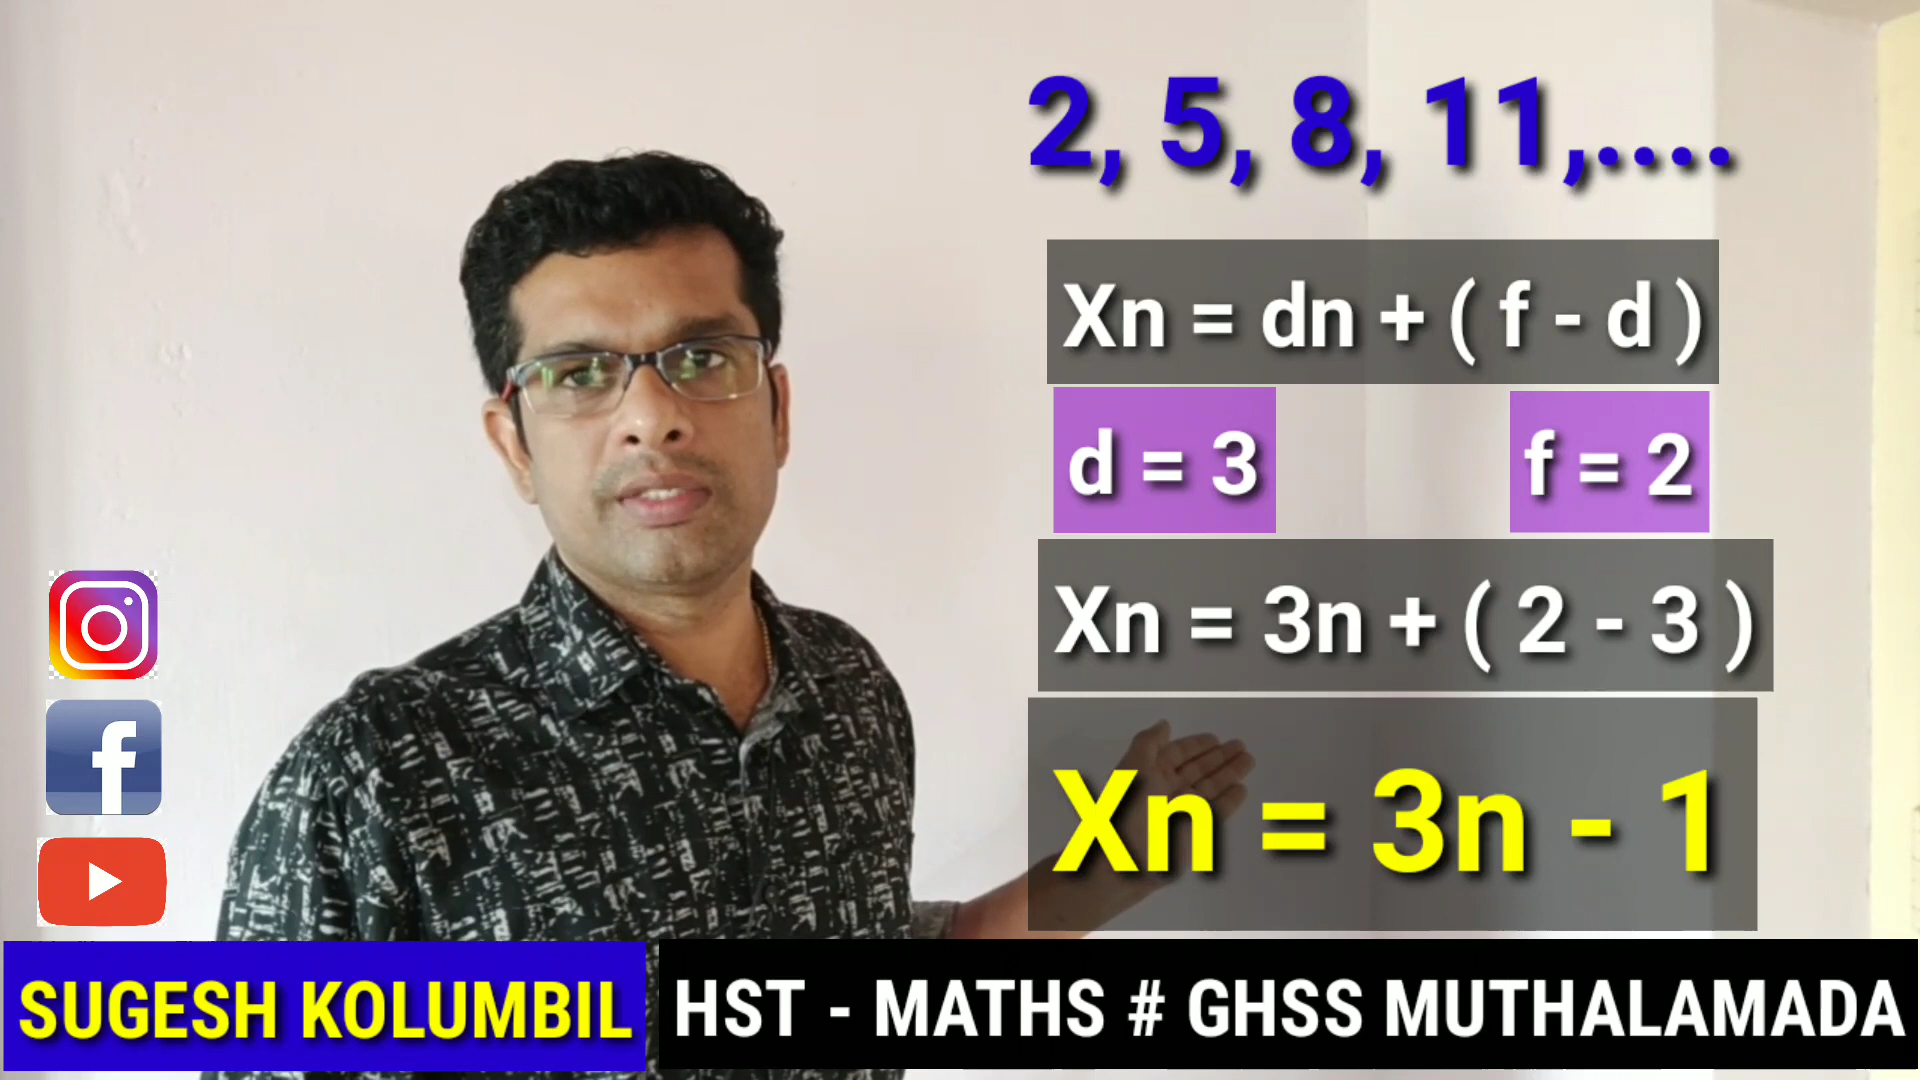 2, 5, 8, 11,....
Xn = dn + ( f - d )
d = 3
f = 2
Xn = 3n + ( 2 - 3 )
Xn = 3n - 1
SUGESH KOLUMBIL
HST - MATHS # GHSS MUTHALAMADA